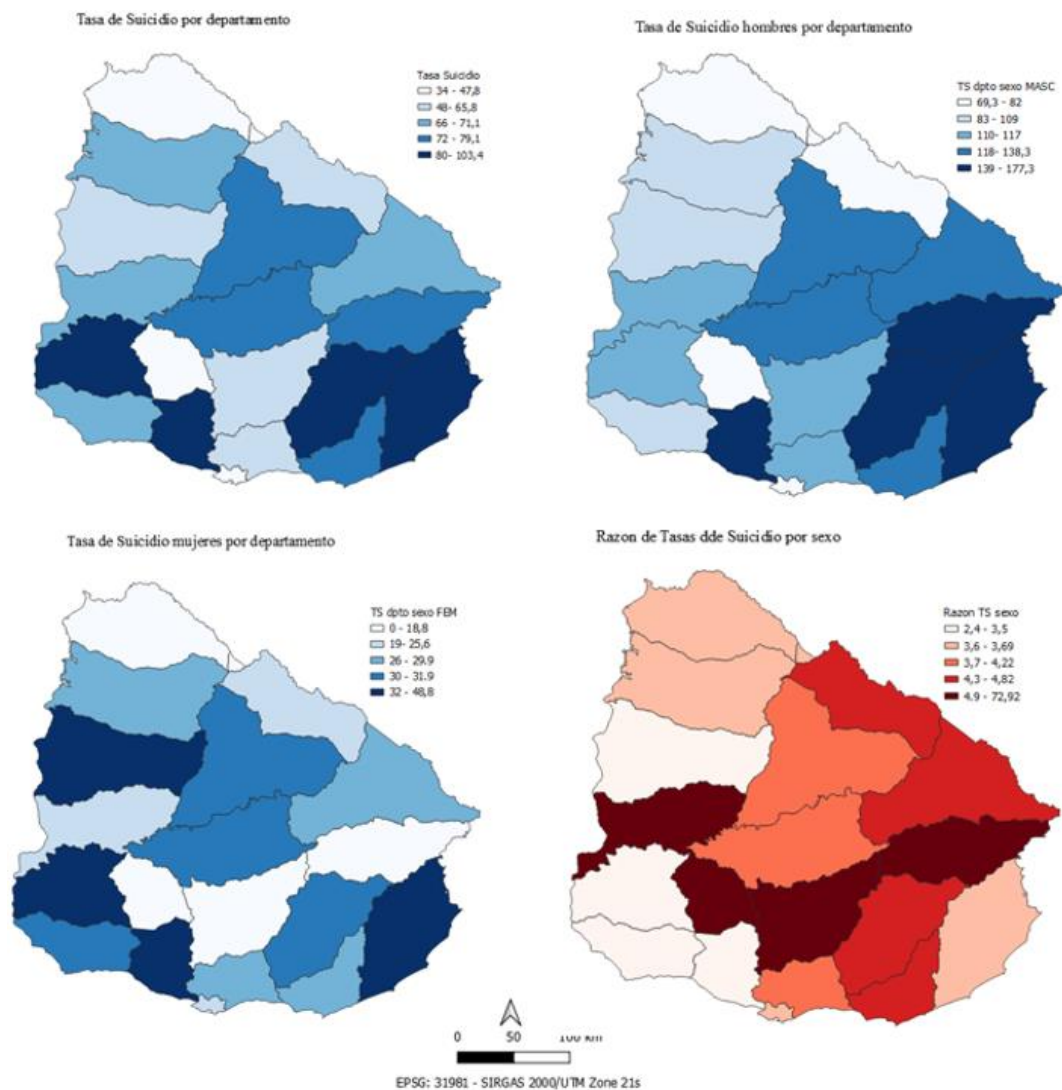 Tasa de Suicidio por departamento
Tasa Suicidio
34 - 47,8
48- 65,8
66 - 71,1
72 - 79,1
80- 103,4
Tasa de Suicidio hombres por departamento
TS dpto sexo MASC
69,3 - 82
83 - 109
110- 117
118- 138,3
139 - 177,3
Tasa de Suicidio mujeres por departamento
TS dpto sexo FEM
0 - 18,8
19- 25,6
26 - 29.9
30 - 31.9
32 - 48,8
Razon de Tasas dde Suicidio por sexo
Razon TS sexo
2,4 - 3,5
3,6 - 3,69
3,7 - 4,22
4,3 - 4,82
4.9 - 72,92
0 50 100 km
EPSG: 31981 - SIRGAS 2000/UTM Zone 21s